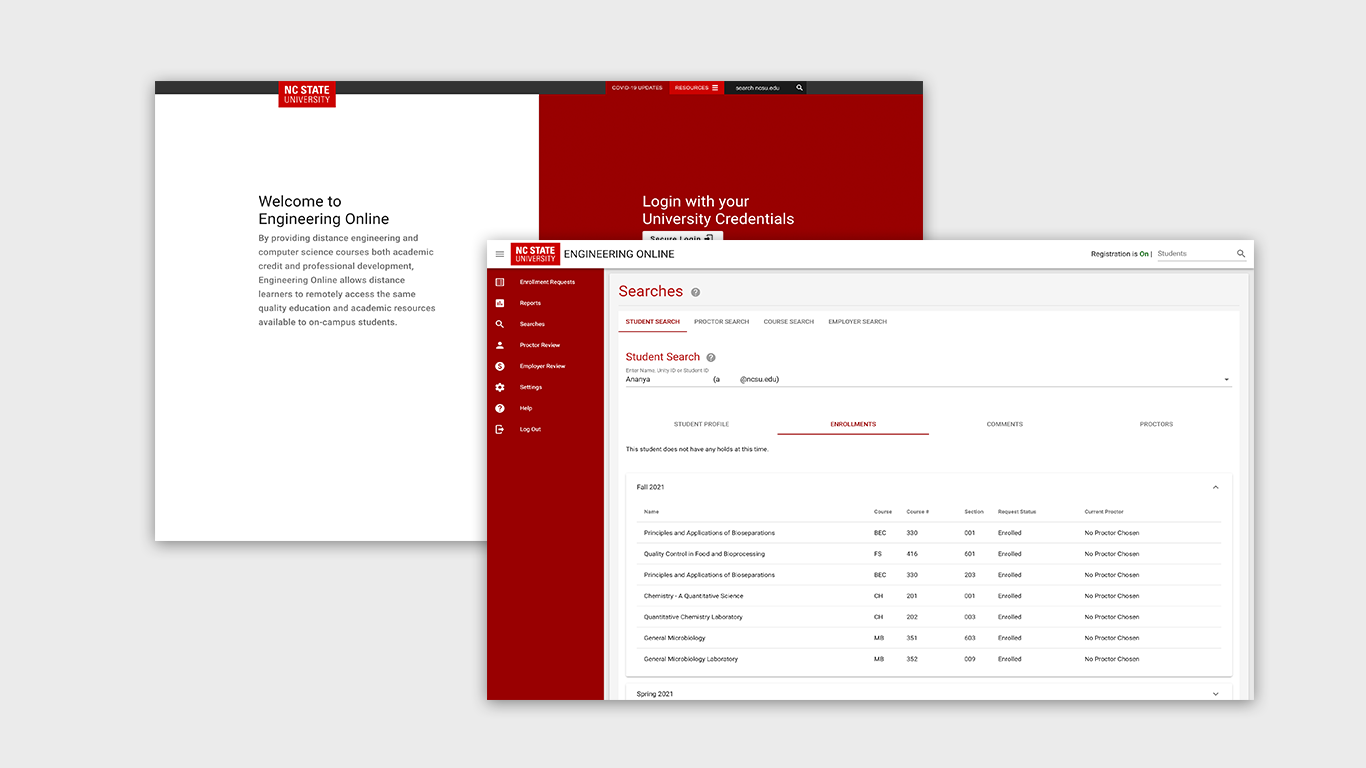 NC STATE
UNIVERSITY
COVID-19 UPDATES
RESOURCES
search ncsu.edu
Welcome to
Engineering Online
By providing distance engineering and
computer science courses both academic
credit and professional development,
Engineering Online allows distance
learners to remotely access the same
quality education and academic resources
available to on-campus students.
Login with your
University Credentials
Secure Login
NC STATE
UNIVERSITY
ENGINEERING ONLINE
Registration is On | Students
Enrollment Requests
Reports
Searches
Proctor Review
Employer Review
Settings
Help
Log Out
Searches
STUDENT SEARCH PROCTOR SEARCH COURSE SEARCH EMPLOYER SEARCH
Student Search
Enter Name, Unity ID or Student ID
Ananya (a @ncsu.edu)
STUDENT PROFILE ENROLLMENTS COMMENTS PROCTORS
This student does not have any holds at this time.
Fall 2021
Name Course Course # Section Request Status Current Proctor
Principles and Applications of Bioseparations BEC 330 001 Enrolled No Proctor Chosen
Quality Control in Food and Bioprocessing FS 416 601 Enrolled No Proctor Chosen
Principles and Applications of Bioseparations BEC 330 203 Enrolled No Proctor Chosen
Chemistry - A Quantitative Science CH 201 001 Enrolled No Proctor Chosen
Quantitative Chemistry Laboratory CH 202 003 Enrolled No Proctor Chosen
General Microbiology MB 351 603 Enrolled No Proctor Chosen
General Microbiology Laboratory MB 352 009 Enrolled No Proctor Chosen
Spring 2021